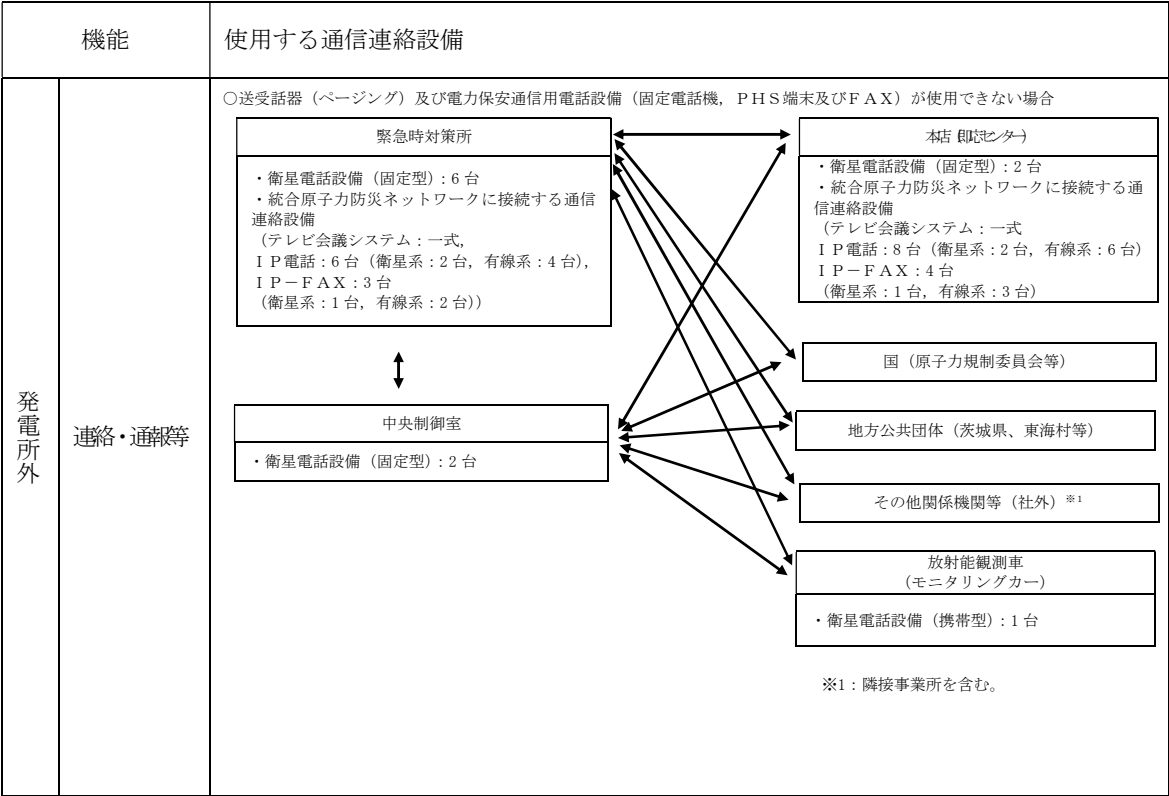 機能
使用する通信連絡設備
発電所外
連絡・通報等
○送受話器（ページング）及び電力保安通信用電話設備（固定電話機，ＰＨＳ端末及びＦＡＸ）が使用できない場合
緊急時対策所
・衛星電話設備（固定型）：6 台
・統合原子力防災ネットワークに接続する通信
連絡設備
（テレビ会議システム：一式，
ＩＰ電話：6 台（衛星系：2 台，有線系：4 台），
ＩＰ－ＦＡＸ：3 台
（衛星系：1 台，有線系：2 台））
中央制御室
・衛星電話設備（固定型）：2 台
本店（即応センター）
・衛星電話設備（固定型）：2 台
・統合原子力防災ネットワークに接続する通
信連絡設備
（テレビ会議システム：一式
ＩＰ電話：8 台（衛星系：2 台，有線系：6 台）
ＩＰ－ＦＡＸ：4 台
（衛星系：1 台，有線系：3 台）
国（原子力規制委員会等）
地方公共団体（茨城県、東海村等）
その他関係機関等（社外）※1
放射能観測車
（モニタリングカー）
・衛星電話設備（携帯型）：1 台
※1：隣接事業所を含む。